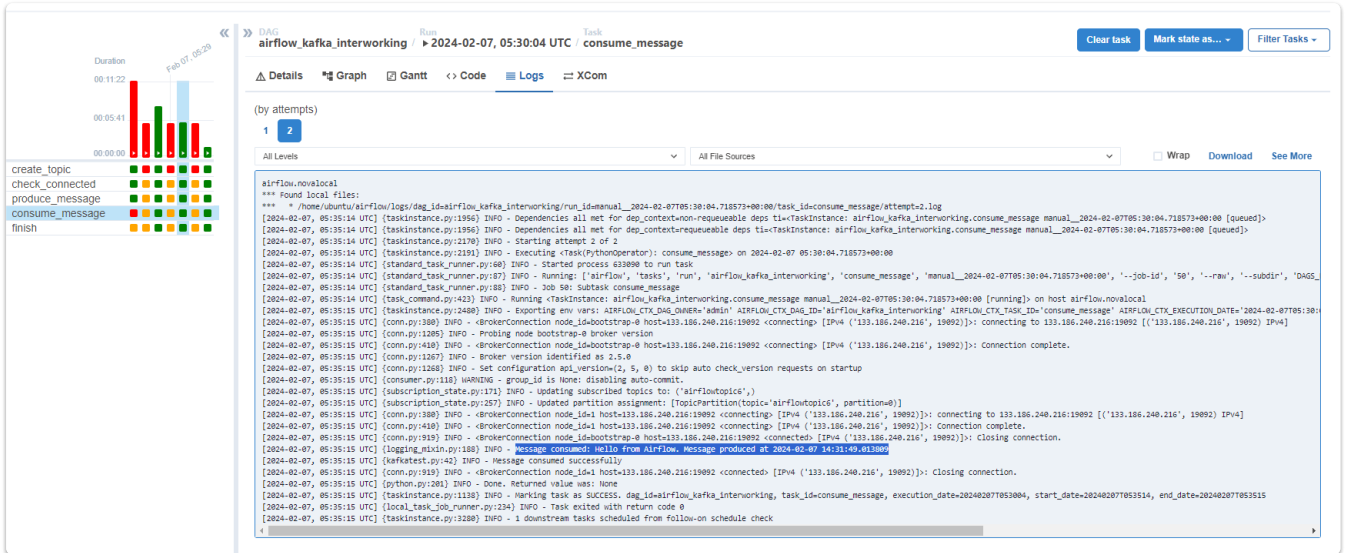 Duration
Feb 07, 05:29
00:11:22
00:05:41
00:00:00
create_topic
check_connected
produce_message
consume_message
finish
DAG
airflow_kafka_interworking
/
Run
2024-02-07, 05:30:04 UTC
/
Task
consume_message
Clear task
Mark state as...
Filter Tasks
Details
Graph
Gantt
Code
Logs
XCom
(by attempts)
1
2
All Levels
All File Sources
Wrap
Download
See More
airflow.novalocal
*** Found local files:
***   * /home/ubuntu/airflow/logs/dag_id=airflow_kafka_interworking/run_id=manual__2024-02-07T05:30:04.718573+00:00/task_id=consume_message/attempt=2.log
[2024-02-07, 05:35:14 UTC] {taskinstance.py:1956} INFO - Dependencies all met for dep_context=non-requeueable deps ti=<TaskInstance: airflow_kafka_interworking.consume_message manual__2024-02-07T05:30:04.718573+00:00 [queued]>
[2024-02-07, 05:35:14 UTC] {taskinstance.py:1956} INFO - Dependencies all met for dep_context=requeueable deps ti=<TaskInstance: airflow_kafka_interworking.consume_message manual__2024-02-07T05:30:04.718573+00:00 [queued]>
[2024-02-07, 05:35:14 UTC] {taskinstance.py:2170} INFO - Starting attempt 2 of 2
[2024-02-07, 05:35:14 UTC] {taskinstance.py:2191} INFO - Executing <Task(PythonOperator): consume_message> on 2024-02-07 05:30:04.718573+00:00
[2024-02-07, 05:35:14 UTC] {standard_task_runner.py:60} INFO - Started process 633090 to run task
[2024-02-07, 05:35:14 UTC] {standard_task_runner.py:87} INFO - Running: ['airflow', 'tasks', 'run', 'airflow_kafka_interworking', 'consume_message', 'manual__2024-02-07T05:30:04.718573+00:00', '--job-id', '50', '--raw', '--subdir', 'DAGS_
[2024-02-07, 05:35:14 UTC] {standard_task_runner.py:88} INFO - Job 50: Subtask consume_message
[2024-02-07, 05:35:14 UTC] {task_command.py:423} INFO - Running <TaskInstance: airflow_kafka_interworking.consume_message manual__2024-02-07T05:30:04.718573+00:00 [running]> on host airflow.novalocal
[2024-02-07, 05:35:15 UTC] {taskinstance.py:2480} INFO - Exporting env vars: AIRFLOW_CTX_DAG_OWNER='admin' AIRFLOW_CTX_DAG_ID='airflow_kafka_interworking' AIRFLOW_CTX_TASK_ID='consume_message' AIRFLOW_CTX_EXECUTION_DATE='2024-02-07T05:30:0
[2024-02-07, 05:35:15 UTC] {conn.py:380} INFO - <BrokerConnection node_id=bootstrap-0 host=133.186.240.216:19092 <connecting> [IPv4 ('133.186.240.216', 19092)]>: connecting to 133.186.240.216:19092 [('133.186.240.216', 19092) IPv4]
[2024-02-07, 05:35:15 UTC] {conn.py:1205} INFO - Probing node bootstrap-0 broker version
[2024-02-07, 05:35:15 UTC] {conn.py:410} INFO - <BrokerConnection node_id=bootstrap-0 host=133.186.240.216:19092 <connecting> [IPv4 ('133.186.240.216', 19092)]>: Connection complete.
[2024-02-07, 05:35:15 UTC] {conn.py:1267} INFO - Broker version identified as 2.5.0
[2024-02-07, 05:35:15 UTC] {conn.py:1268} INFO - Set configuration api_version=(2, 5, 0) to skip auto check_version requests on startup
[2024-02-07, 05:35:15 UTC] {consumer.py:118} WARNING - group_id is None: disabling auto-commit.
[2024-02-07, 05:35:15 UTC] {subscription_state.py:171} INFO - Updating subscribed topics to: ('airflowtopic6',)
[2024-02-07, 05:35:15 UTC] {subscription_state.py:257} INFO - Updated partition assignment: [TopicPartition(topic='airflowtopic6', partition=0)]
[2024-02-07, 05:35:15 UTC] {conn.py:380} INFO - <BrokerConnection node_id=1 host=133.186.240.216:19092 <connecting> [IPv4 ('133.186.240.216', 19092)]>: connecting to 133.186.240.216:19092 [('133.186.240.216', 19092) IPv4]
[2024-02-07, 05:35:15 UTC] {conn.py:410} INFO - <BrokerConnection node_id=1 host=133.186.240.216:19092 <connecting> [IPv4 ('133.186.240.216', 19092)]>: Connection complete.
[2024-02-07, 05:35:15 UTC] {conn.py:919} INFO - <BrokerConnection node_id=bootstrap-0 host=133.186.240.216:19092 <connected> [IPv4 ('133.186.240.216', 19092)]>: Closing connection.
[2024-02-07, 05:35:15 UTC] {logging_mixin.py:188} INFO - Message consumed: Hello from Airflow. Message produced at 2024-02-07 14:31:49.013809
[2024-02-07, 05:35:15 UTC] {kafkatest.py:42} INFO - Message consumed successfully
[2024-02-07, 05:35:15 UTC] {conn.py:919} INFO - <BrokerConnection node_id=1 host=133.186.240.216:19092 <connected> [IPv4 ('133.186.240.216', 19092)]>: Closing connection.
[2024-02-07, 05:35:15 UTC] {python.py:201} INFO - Done. Returned value was: None
[2024-02-07, 05:35:15 UTC] {taskinstance.py:1138} INFO - Marking task as SUCCESS. dag_id=airflow_kafka_interworking, task_id=consume_message, execution_date=20240207T053004, start_date=20240207T053514, end_date=20240207T053515
[2024-02-07, 05:35:15 UTC] {local_task_job_runner.py:234} INFO - Task exited with return code 0
[2024-02-07, 05:35:15 UTC] {taskinstance.py:3280} INFO - 1 downstream tasks scheduled from follow-on schedule check